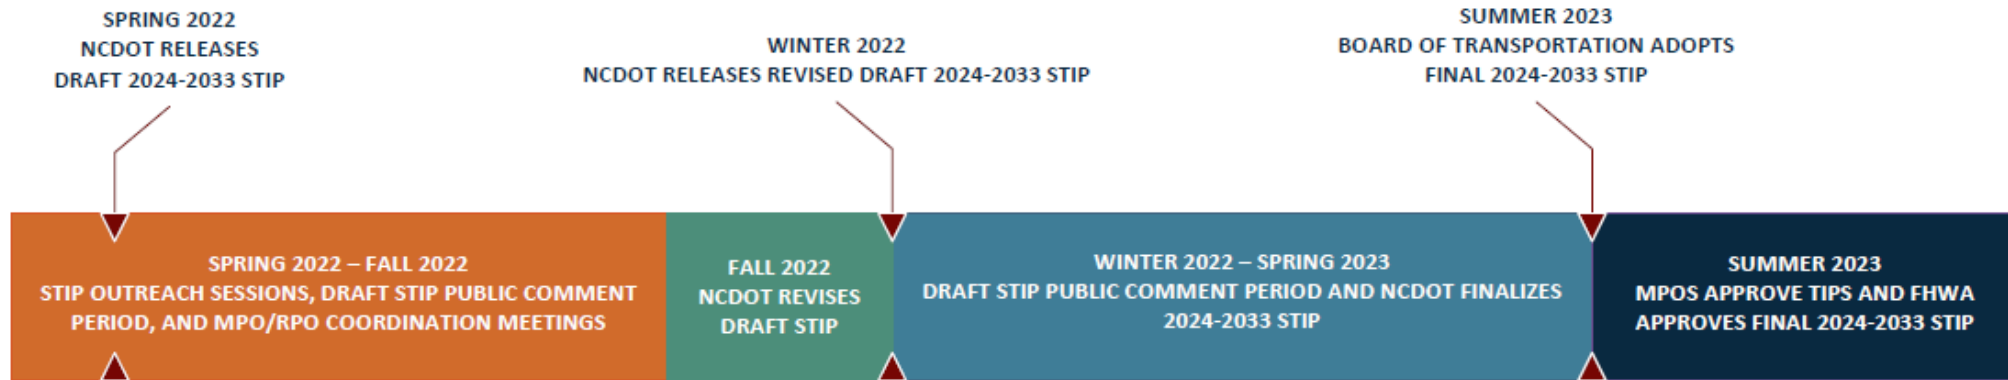 SPRING 2022
NCDOT RELEASES
DRAFT 2024-2033 STIP
WINTER 2022
NCDOT RELEASES REVISED DRAFT 2024-2033 STIP
SUMMER 2023
BOARD OF TRANSPORTATION ADOPTS
FINAL 2024-2033 STIP
SPRING 2022 – FALL 2022
STIP OUTREACH SESSIONS, DRAFT STIP PUBLIC COMMENT
PERIOD, AND MPO/RPO COORDINATION MEETINGS
FALL 2022
NCDOT REVISES
DRAFT STIP
WINTER 2022 – SPRING 2023
DRAFT STIP PUBLIC COMMENT PERIOD AND NCDOT FINALIZES
2024-2033 STIP
SUMMER 2023
MPOS APPROVE TIPS AND FHWA
APPROVES FINAL 2024-2033 STIP